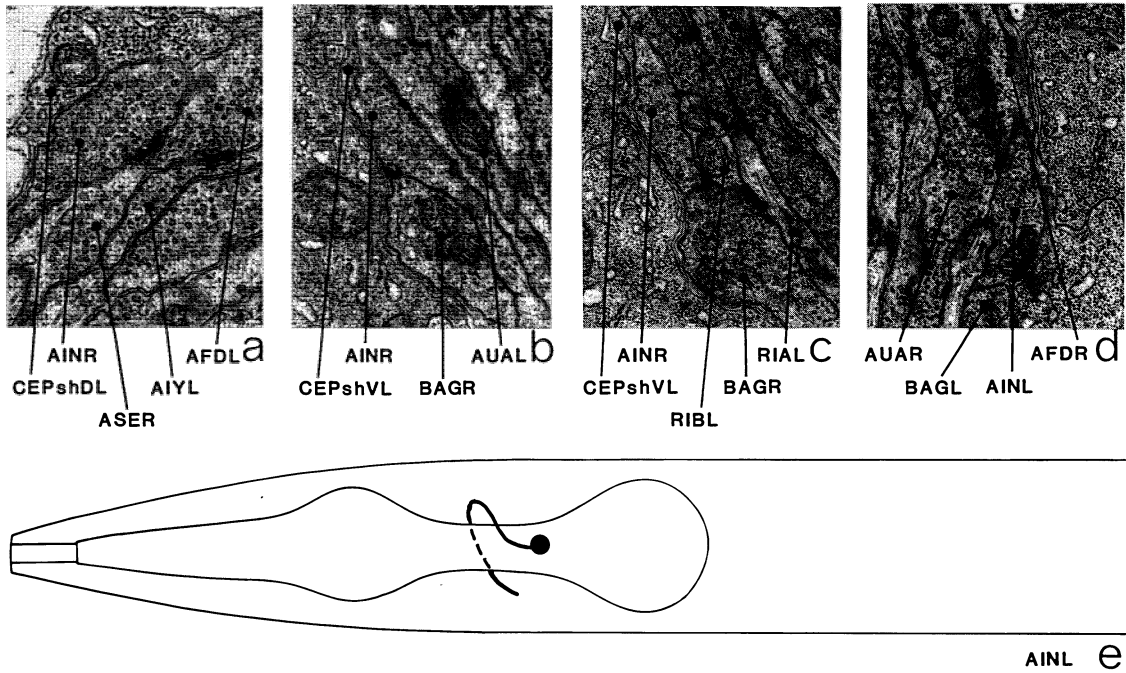 AINR AFDL a
CEPshDL AIYL
ASER
AINR AUAL b
CEPshVL BAGR
AINR RIAL c
CEPshVL BAGR
RIBL
AUAR AFDR d
BAGL AINL
AINL e